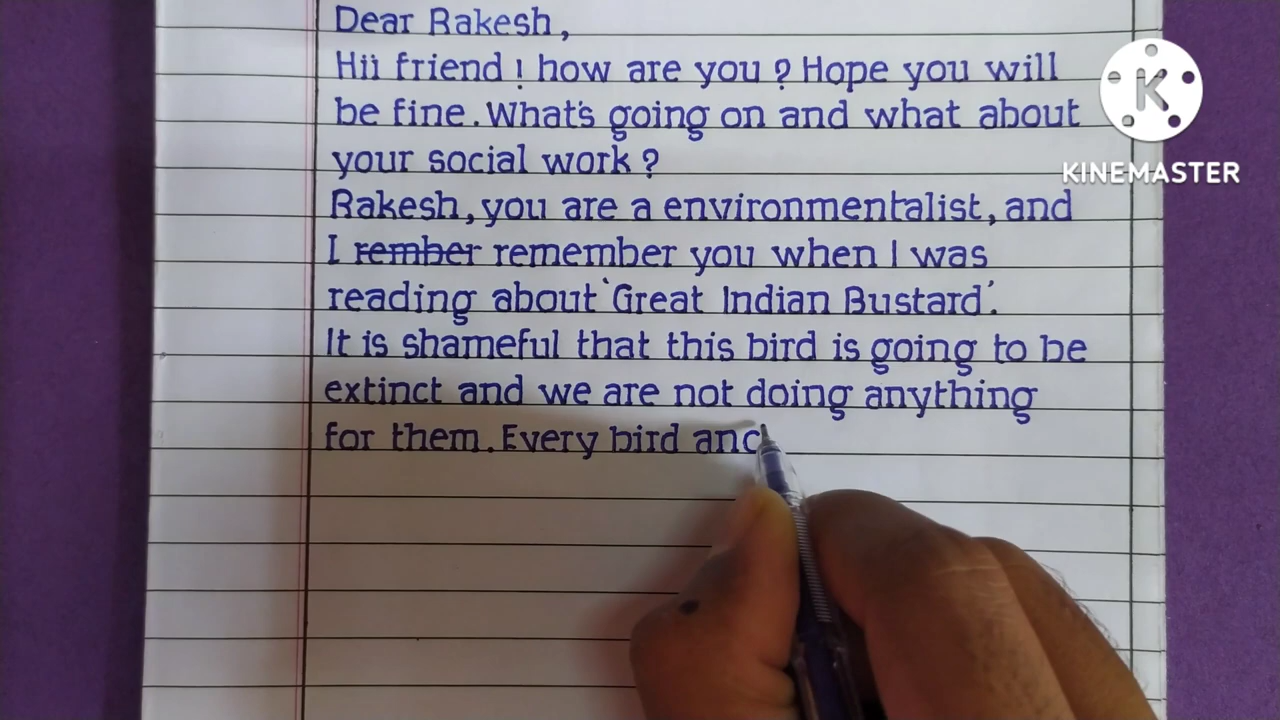 Dear Rakesh,
Hii friend! how are you? Hope you will
be fine. What's going on and what about
your social work?
Rakesh, you are a environmentalist, and
I rember remember you when I was
reading about 'Great Indian Bustard'.
It is shameful that this bird is going to be
extinct and we are not doing anything
for them. Every bird and
K
KINEMASTER